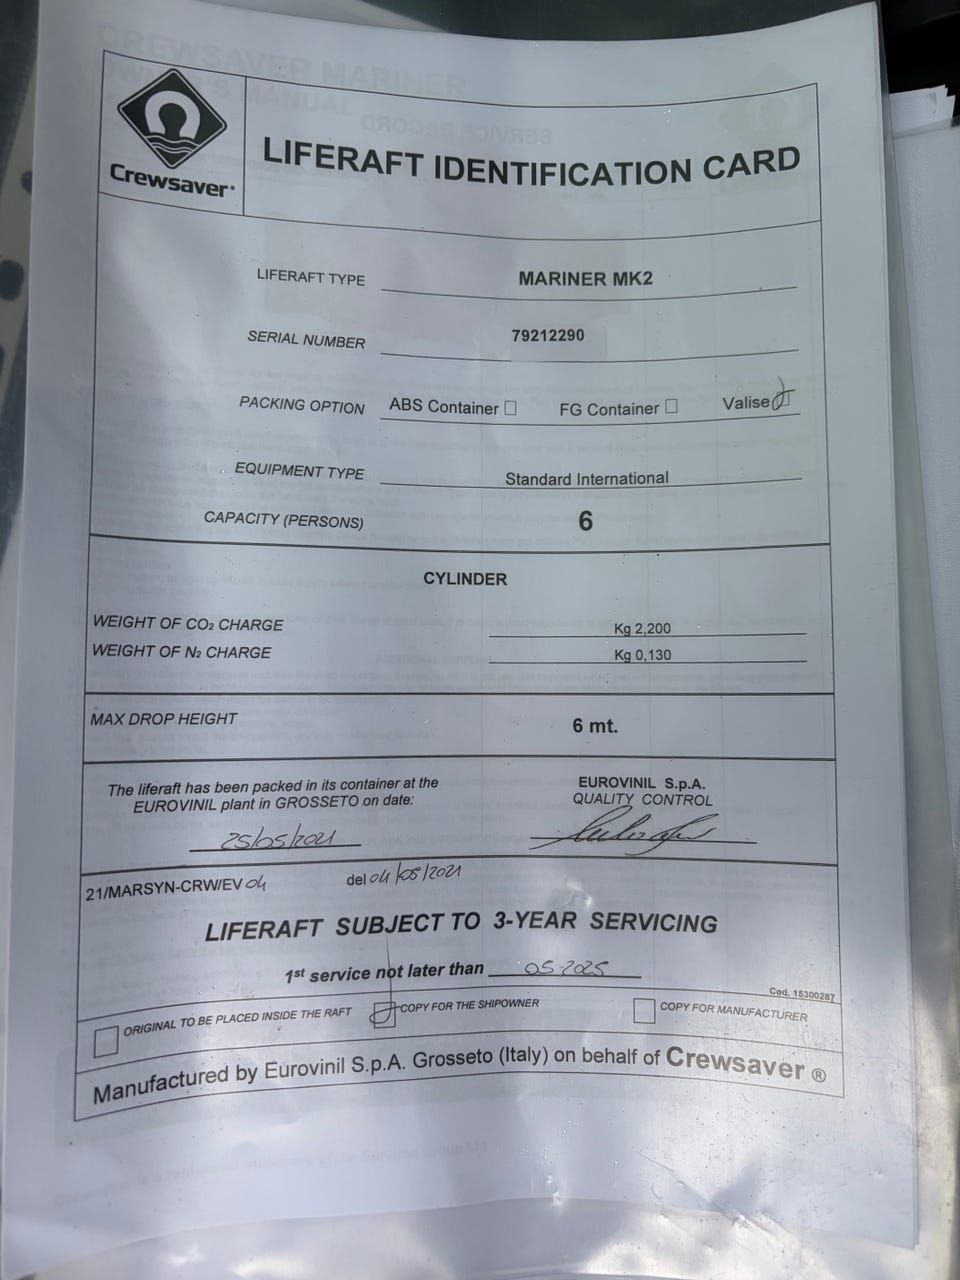 Crewsaver
LIFERAFT IDENTIFICATION CARD
LIFERAFT TYPE MARINER MK2
SERIAL NUMBER 79212290
PACKING OPTION ABS Container □ FG Container □ Valise □
EQUIPMENT TYPE Standard International
CAPACITY (PERSONS) 6
CYLINDER
WEIGHT OF CO₂ CHARGE Kg 2,200
WEIGHT OF N₂ CHARGE Kg 0,130
MAX DROP HEIGHT 6 mt.
The liferaft has been packed in its container at the
EUROVINIL plant in GROSSETO on date:
25/05/2021
EUROVINIL S.p.A.
QUALITY CONTROL
21/MARSYN-CRW/EV 04 del 04/05/2021
LIFERAFT SUBJECT TO 3-YEAR SERVICING
1st service not later than 05-2025
Cod. 15300287
ORIGINAL TO BE PLACED INSIDE THE RAFT COPY FOR THE SHIPOWNER COPY FOR MANUFACTURER
Manufactured by Eurovinil S.p.A. Grosseto (Italy) on behalf of Crewsaver ®
CREWSAVER MARINER
OWNER'S MANUAL
SERVICE RECORD